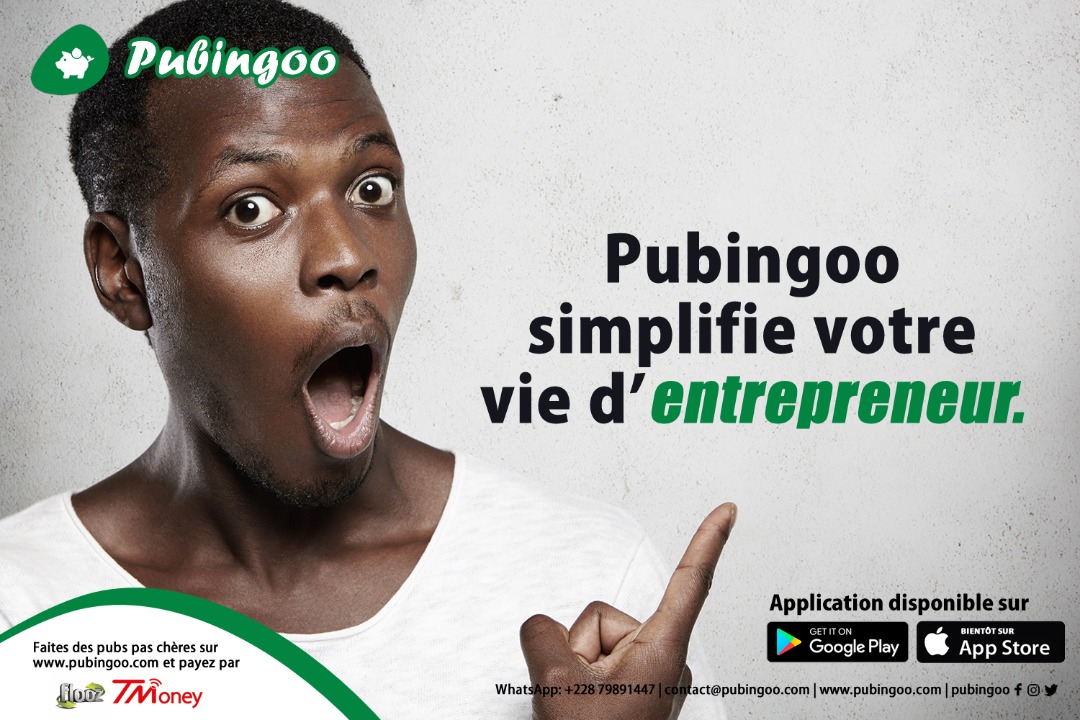 Pubingoo
Pubingoo
simplifie votre
vie d’entrepreneur.
Application disponible sur
GET IT ON
Google Play
BIENTÔT SUR
App Store
Faites des pubs pas chères sur
www.pubingoo.com et payez par
flooz
TMoney
WhatsApp: +228 79891447 | contact@pubingoo.com | www.pubingoo.com | pubingoo